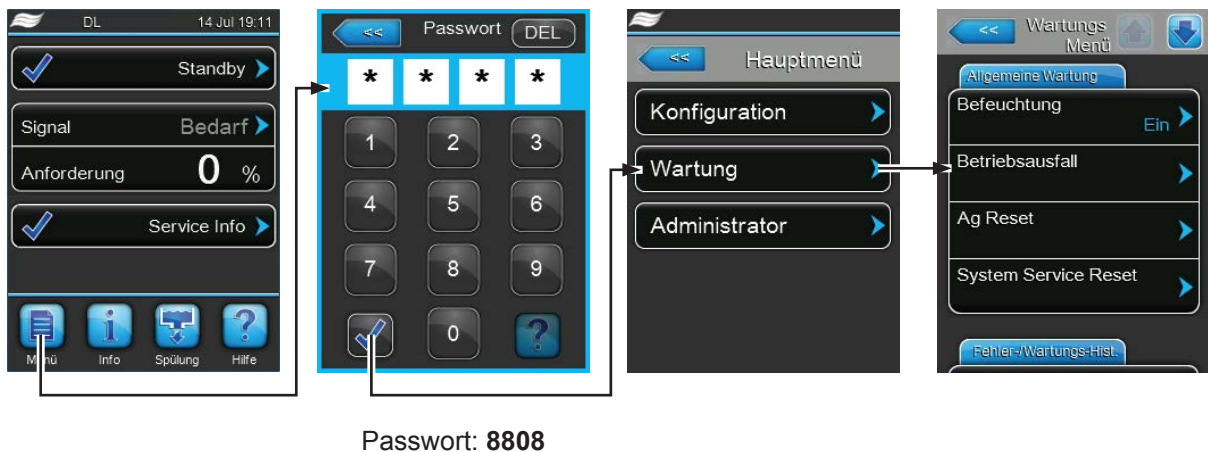 DL 14 Jul 19:11
Standby
Signal Bedarf
Anforderung 0 %
Service Info
Menü Info Spülung Hilfe
<< Passwort DEL
* * * *
1 2 3
4 5 6
7 8 9
0 ?
<< Hauptmenü
Konfiguration
Wartung
Administrator
<< Wartungs
Menü
Allgemeine Wartung
Befeuchtung
Ein
Betriebsausfall
Ag Reset
System Service Reset
Fehler-/Wartungs-Hist.
Passwort: 8808